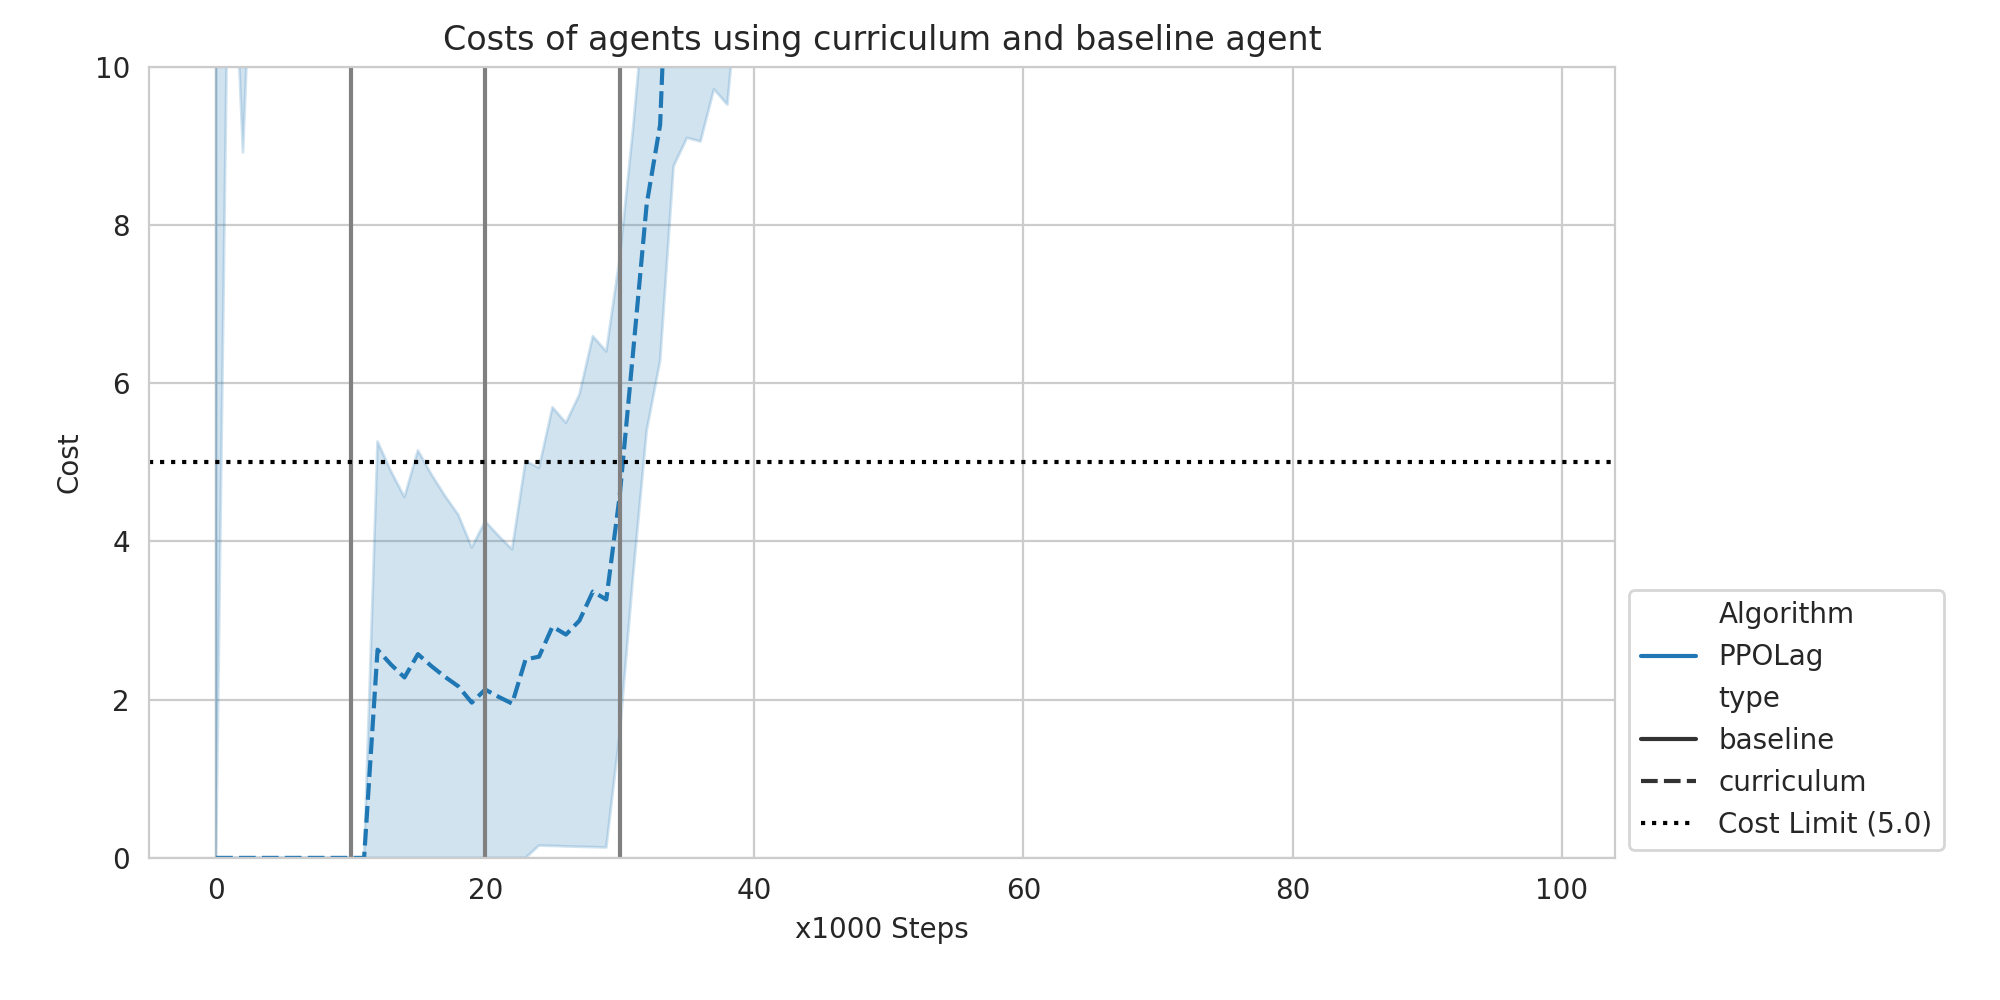 Costs of agents using curriculum and baseline agent
10
8
6
4
2
0
Cost
0 20 40 60 80 100
x1000 Steps
Algorithm
PPOLag
type
baseline
curriculum
Cost Limit (5.0)